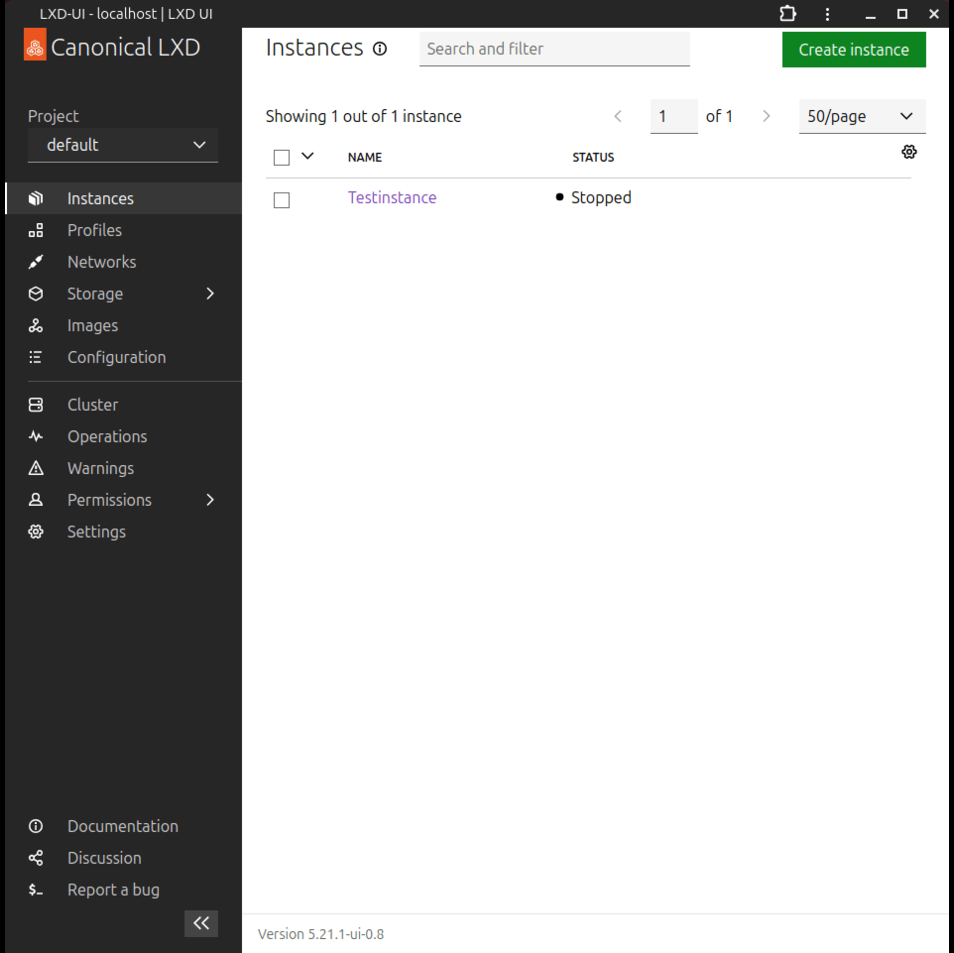 LXD-UI - localhost | LXD UI
Canonical LXD
Project
default
Instances
Profiles
Networks
Storage
Images
Configuration
Cluster
Operations
Warnings
Permissions
Settings
Documentation
Discussion
$_ Report a bug
Instances
Search and filter
Create instance
Showing 1 out of 1 instance
1 of 1
50/page
NAME STATUS
Testinstance Stopped
Version 5.21.1-ui-0.8